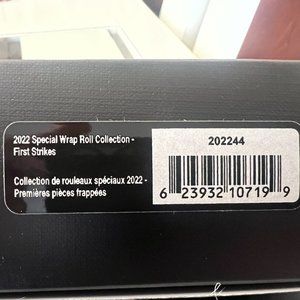 2022 Special Wrap Roll Collection -
First Strikes
Collection de rouleaux spéciaux 2022 -
Premières pièces frappées
202244
6 23932 10719 9